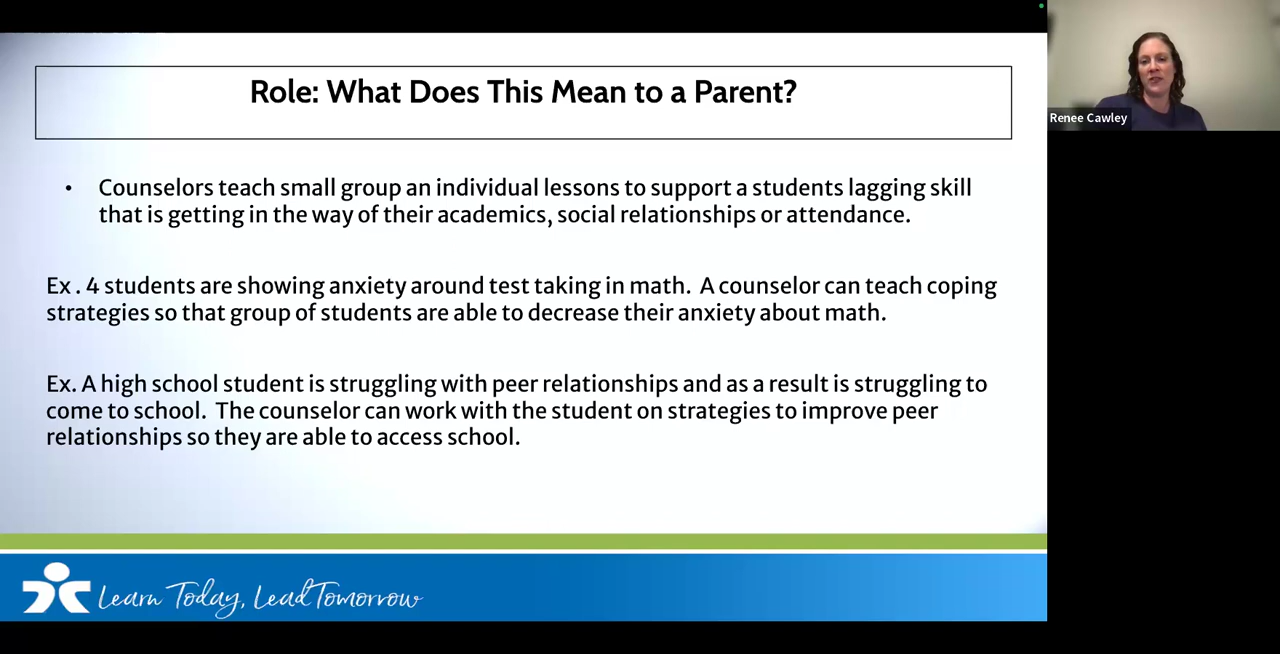 Role: What Does This Mean to a Parent?
Renee Cawley
• Counselors teach small group an individual lessons to support a students lagging skill
that is getting in the way of their academics, social relationships or attendance.
Ex . 4 students are showing anxiety around test taking in math. A counselor can teach coping
strategies so that group of students are able to decrease their anxiety about math.
Ex. A high school student is struggling with peer relationships and as a result is struggling to
come to school. The counselor can work with the student on strategies to improve peer
relationships so they are able to access school.
Learn Today, Lead Tomorrow